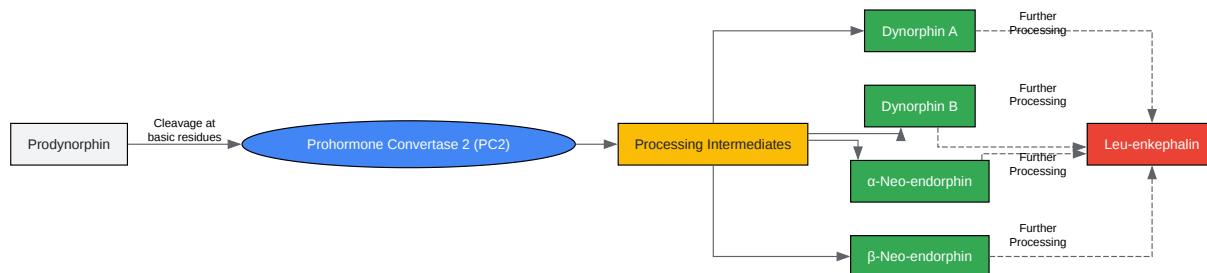 Prodynorphin
Cleavage at
basic residues
Prohormone Convertase 2 (PC2)
Processing Intermediates
Dynorphin A
Further
Processing
Dynorphin B
Further
Processing
α-Neo-endorphin
Further
Processing
β-Neo-endorphin
Further
Processing
Leu-enkephalin